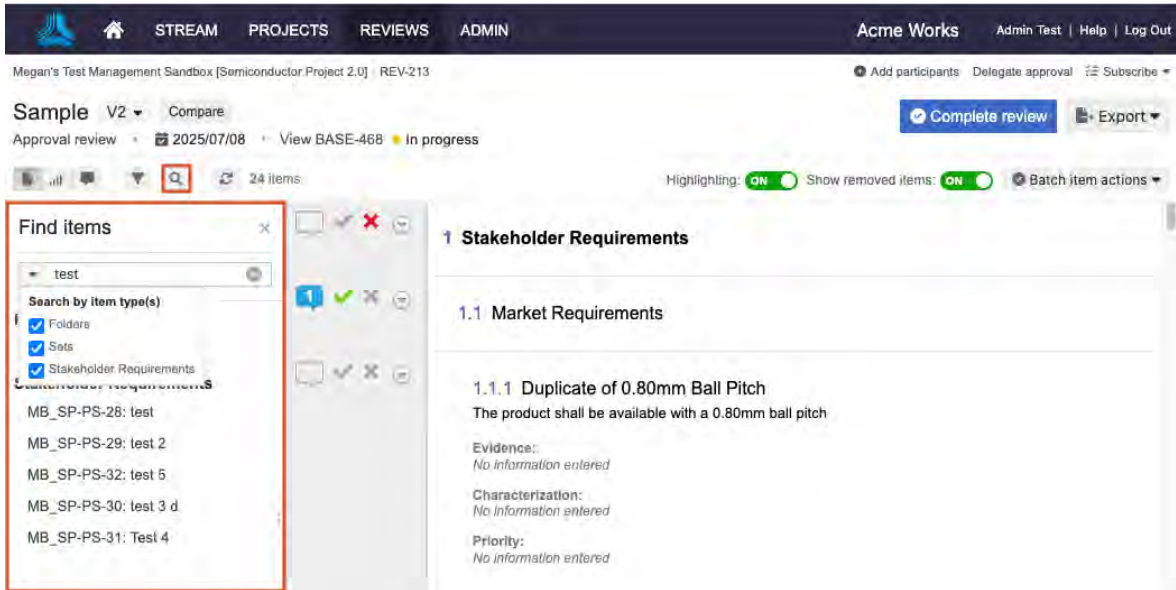 STREAM PROJECTS REVIEWS ADMIN Acme Works Admin Test | Help | Log Out
Megan's Test Management Sandbox [Semiconductor Project 2.0] REV-213 Add participants Delegate approval Subscribe
Sample V2 Compare Complete review Export
Approval review 2025/07/08 View BASE-468 In progress
24 items Highlighting: ON Show removed items: ON Batch item actions
Find items
test
Search by item type(s)
Folders
Sets
Stakeholder Requirements
Stakeholder Requirements
MB_SP-PS-28: test
MB_SP-PS-29: test 2
MB_SP-PS-32: test 5
MB_SP-PS-30: test 3 d
MB_SP-PS-31: Test 4
1
1 Stakeholder Requirements
1.1 Market Requirements
1.1.1 Duplicate of 0.80mm Ball Pitch
The product shall be available with a 0.80mm ball pitch
Evidence:
No information entered
Characterization:
No information entered
Priority:
No information entered